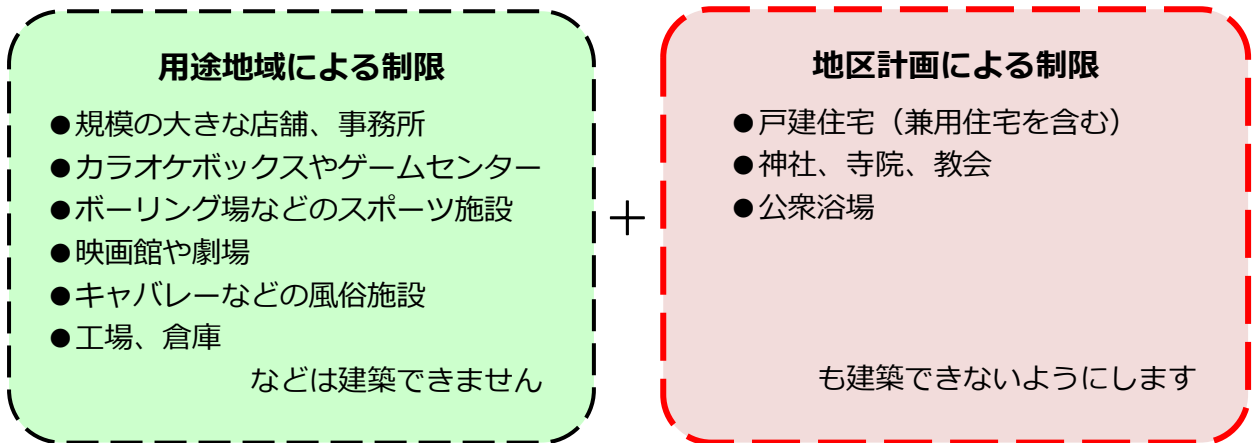 用途地域による制限
●規模の大きな店舗、事務所
●カラオケボックスやゲームセンター
●ボーリング場などのスポーツ施設
●映画館や劇場
●キャバレーなどの風俗施設
●工場、倉庫
などは建築できません
＋
地区計画による制限
●戸建住宅（兼用住宅を含む）
●神社、寺院、教会
●公衆浴場
も建築できないようにします